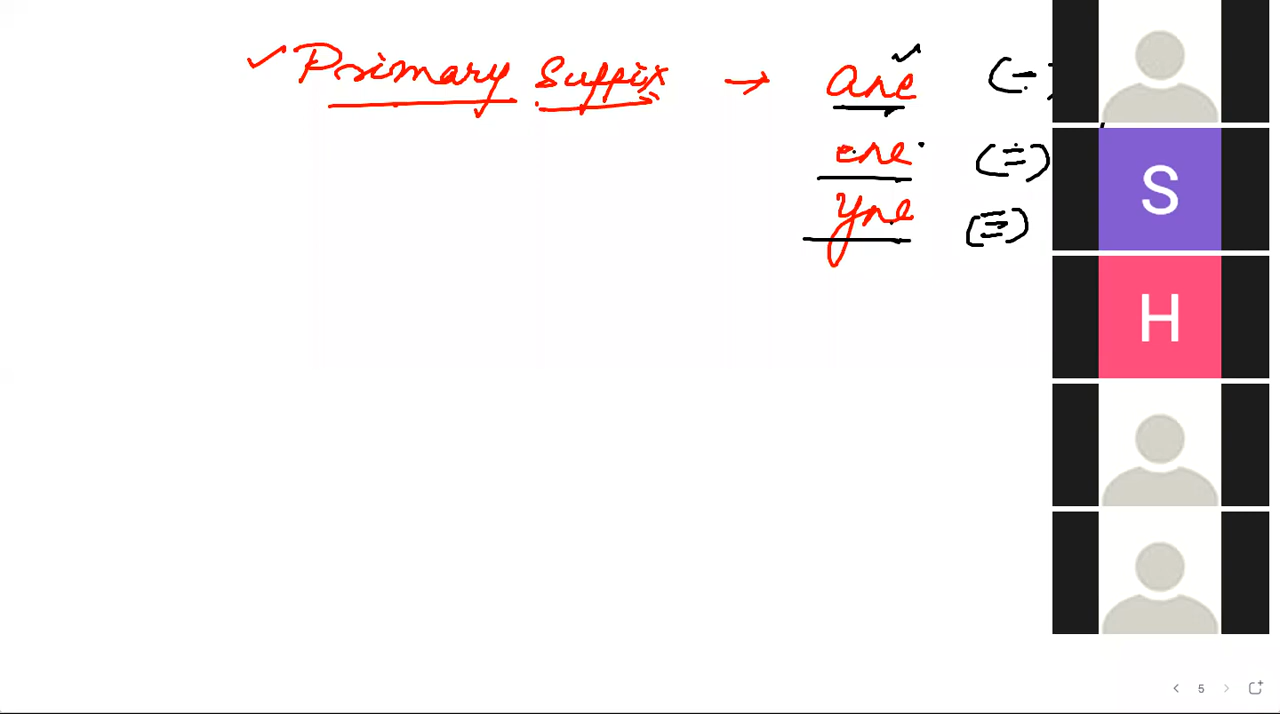 ✓ Primary Suffix → ane (-)
ene (=)
yne (≡)
S
H
< 5 >